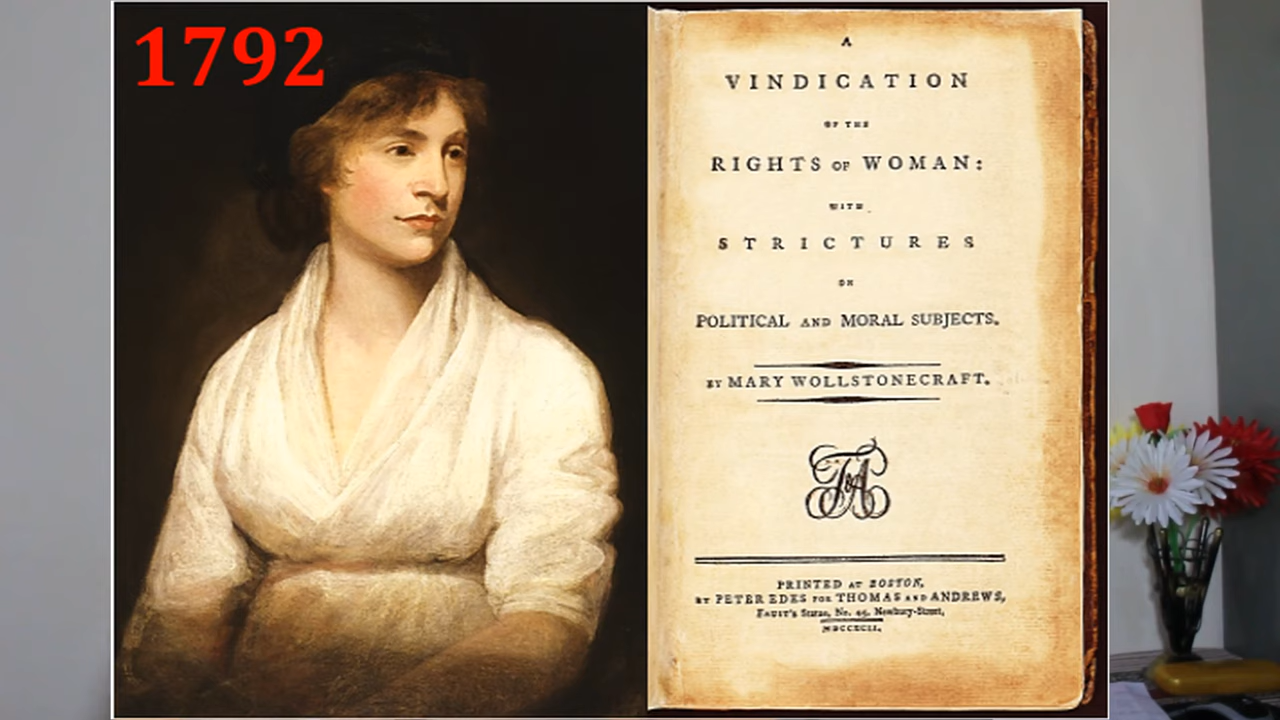 1792
A
VINDICATION
OF THE
RIGHTS OF WOMAN:
WITH
STRICTURES
ON
POLITICAL AND MORAL SUBJECTS.
BY MARY WOLLSTONECRAFT.
T&A
PRINTED AT BOSTON,
BY PETER EDES FOR THOMAS AND ANDREWS,
FAUST'S Statue, No. 45, Newbury-Street,
MDCCXCII.